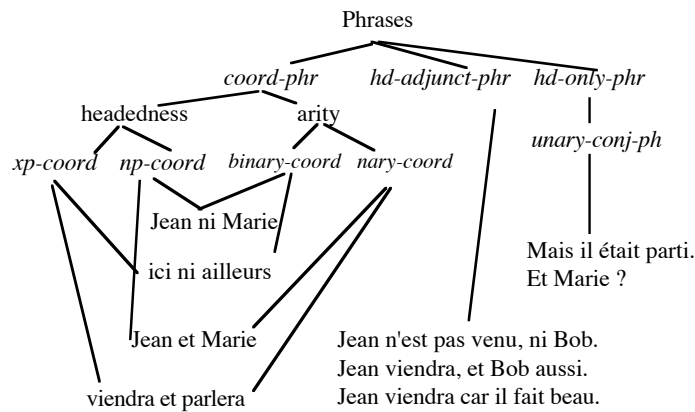 Phrases
coord-phr hd-adjunct-phr hd-only-phr
headedness arity
unary-conj-ph
xp-coord np-coord binary-coord nary-coord
Jean ni Marie
Mais il était parti.
ici ni ailleurs
Et Marie ?
Jean et Marie
Jean n'est pas venu, ni Bob.
Jean viendra, et Bob aussi.
viendra et parlera
Jean viendra car il fait beau.